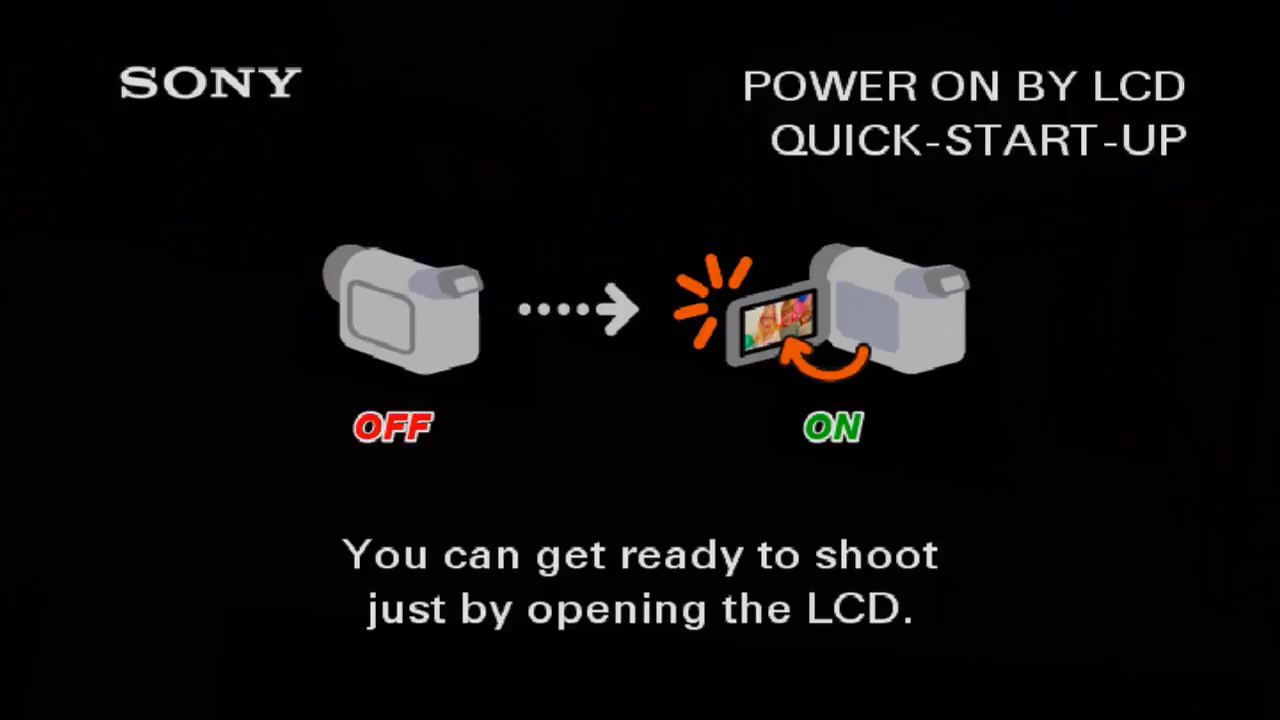 SONY
POWER ON BY LCD
QUICK-START-UP
OFF
ON
You can get ready to shoot
just by opening the LCD.